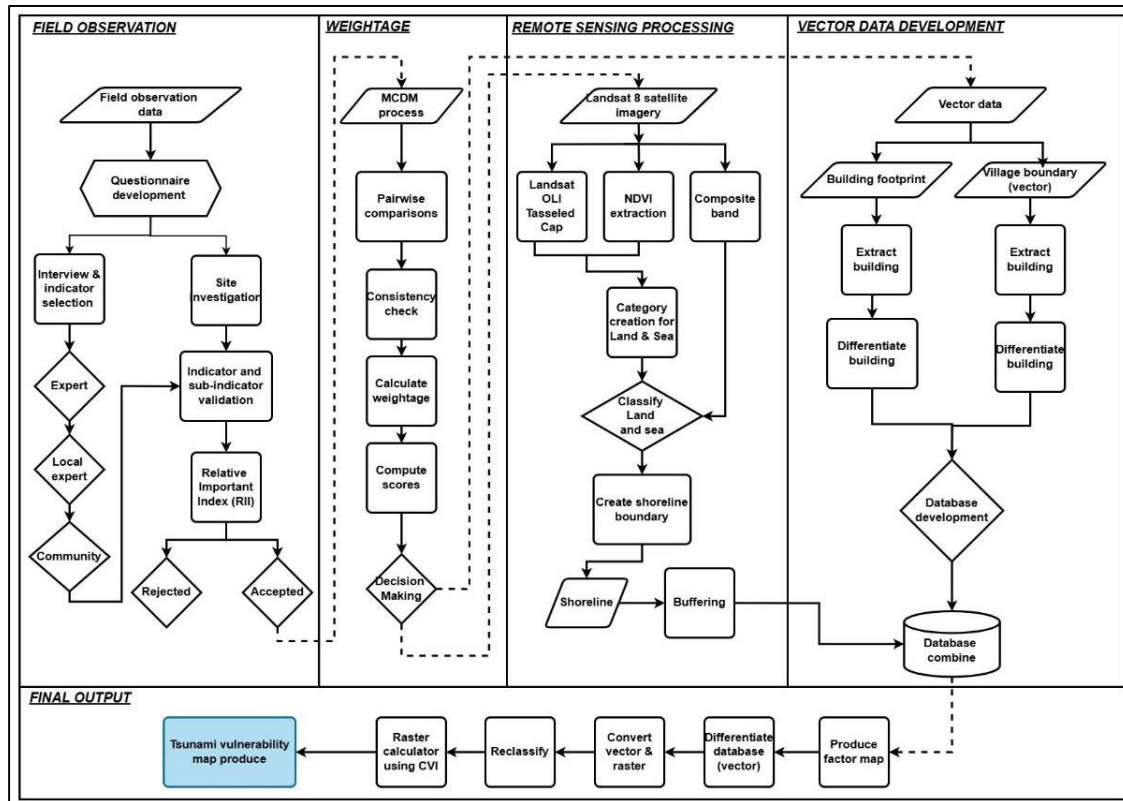 FIELD OBSERVATION
Field observation
data
Questionnaire
development
Interview &
indicator
selection
Site
investigation
Expert
Indicator and
sub-indicator
validation
Local
expert
Relative
Important
Index (RII)
Community
Rejected
Accepted
WEIGHTAGE
MCDM
process
Pairwise
comparisons
Consistency
check
Calculate
weightage
Compute
scores
Decision
Making
REMOTE SENSING PROCESSING
Landsat 8 satellite
imagery
Landsat
OLI
Tasseled
Cap
NDVI
extraction
Composite
band
Category
creation for
Land & Sea
Classify
Land
and sea
Create shoreline
boundary
Shoreline
Buffering
VECTOR DATA DEVELOPMENT
Vector data
Building footprint
Village boundary
(vector)
Extract
building
Extract
building
Differentiate
building
Differentiate
building
Database
development
Database
combine
FINAL OUTPUT
Tsunami vulnerability
map produce
Raster
calculator
using CVI
Reclassify
Convert
vector &
raster
Differentiate
database
(vector)
Produce
factor map